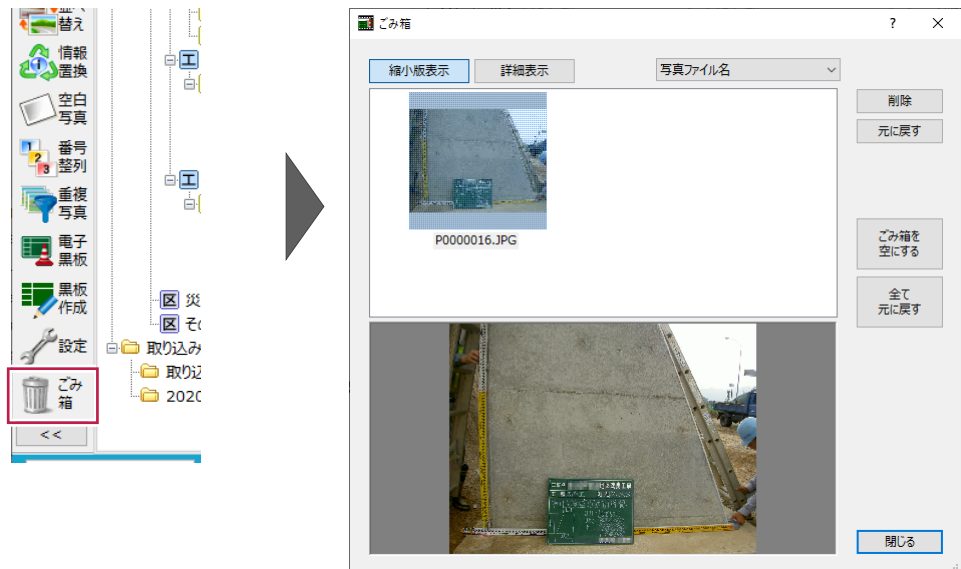 替え
情報
置換
空白
写真
番号
整列
重複
写真
電子
黒板
黒板
作成
設定
ごみ
箱
<<
工
工
区 災
区 そ
取り込み
取り込
2020
ごみ箱
?
縮小版表示
詳細表示
写真ファイル名
P0000016.JPG
削除
元に戻す
ごみ箱を
空にする
全て
元に戻す
閉じる